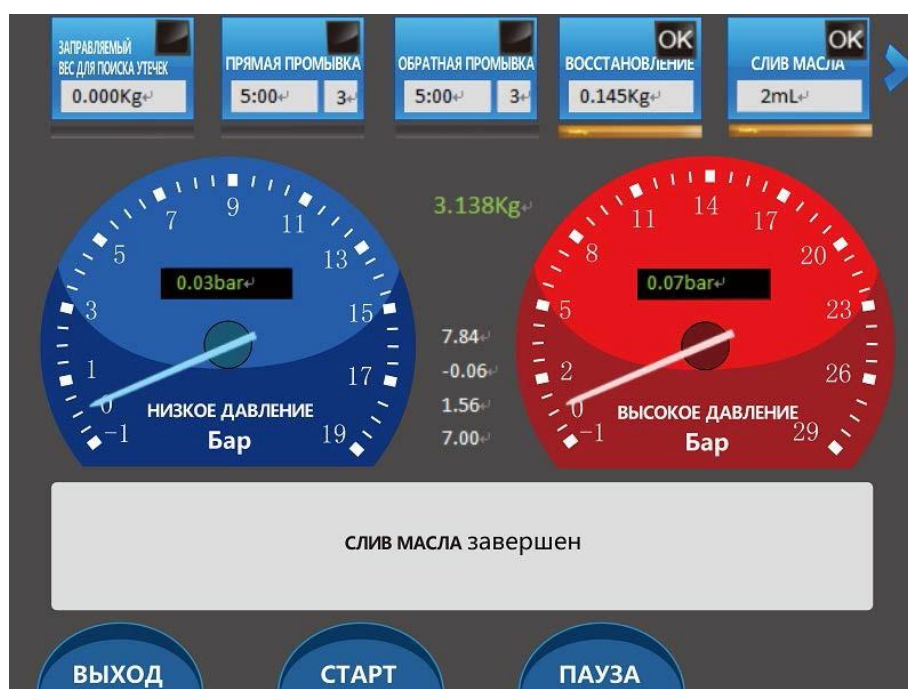 ЗАПРАВЛЯЕМЫЙ
ВЕС ДЛЯ ПОИСКА УТЕЧЕК
0.000Kg↵
ПРЯМАЯ ПРОМЫВКА
5:00↵ 3↵
ОБРАТНАЯ ПРОМЫВКА
5:00↵ 3↵
OK
ВОССТАНОВЛЕНИЕ
0.145Kg↵
OK
СЛИВ МАСЛА
2mL↵
-1 0 1 3 5 7 9 11 13 15 17 19
0.03bar↵
НИЗКОЕ ДАВЛЕНИЕ
Бар
3.138Kg↵
7.84↵
-0.06↵
1.56↵
7.00↵
-1 0 2 5 8 11 14 17 20 23 26 29
0.07bar↵
ВЫСОКОЕ ДАВЛЕНИЕ
Бар
СЛИВ МАСЛА завершен
ВЫХОД
СТАРТ
ПАУЗА